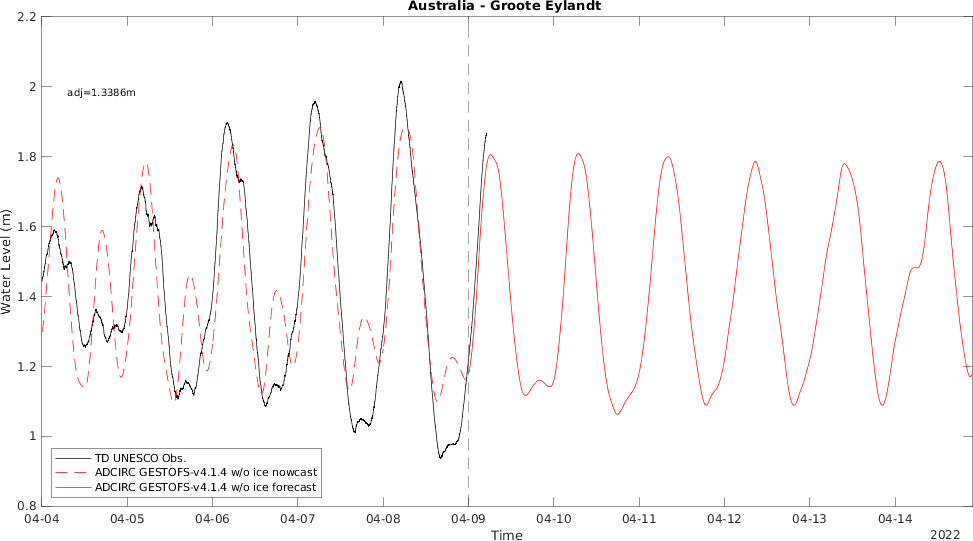 Australia - Groote Eylandt
2.2
2
1.8
1.6
1.4
1.2
1
0.8
Water Level (m)
adj=1.3386m
TD UNESCO Obs.
ADCIRC GESTOFS-v4.1.4 w/o ice nowcast
ADCIRC GESTOFS-v4.1.4 w/o ice forecast
04-04 04-05 04-06 04-07 04-08 04-09 04-10 04-11 04-12 04-13 04-14
Time
2022